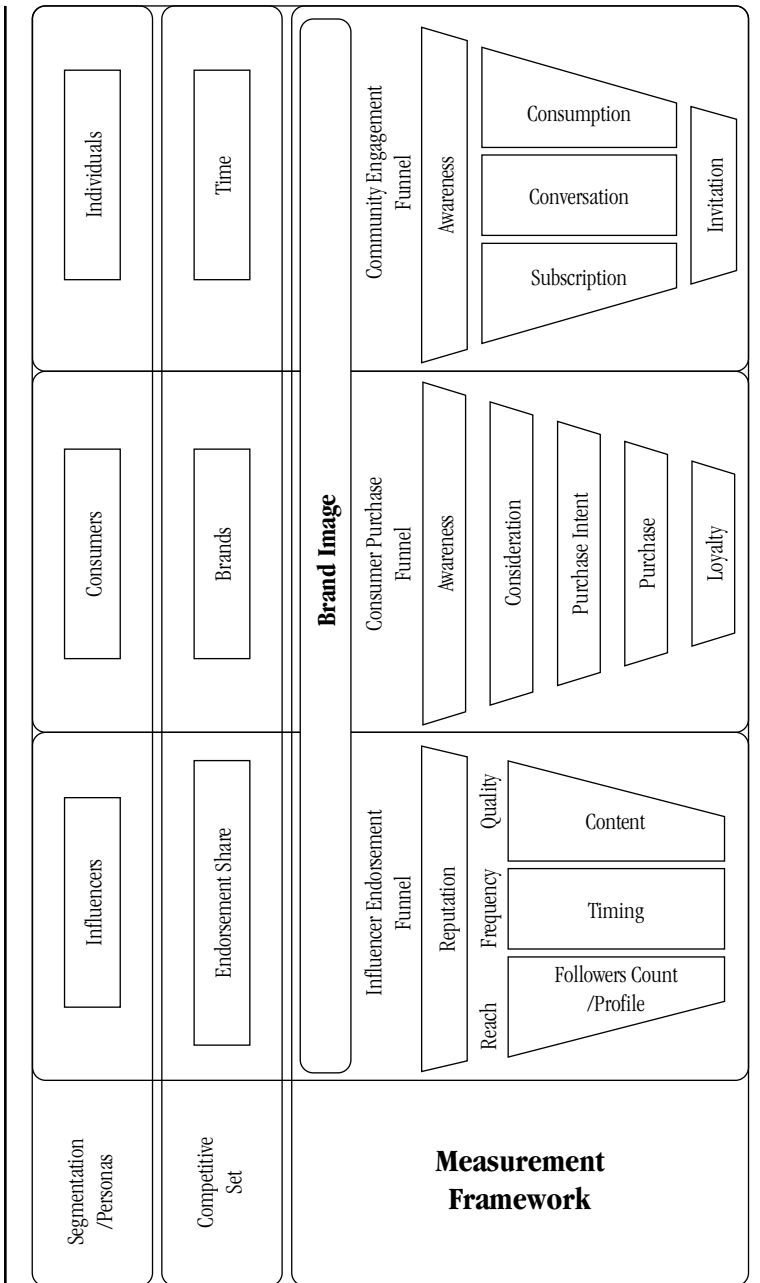 Segmentation
/Personas
Influencers
Consumers
Individuals
Competitive
Set
Endorsement Share
Brands
Time
Measurement
Framework
Brand Image
Influencer Endorsement
Funnel
Reputation
Reach
Frequency
Quality
Followers Count
/Profile
Timing
Content
Consumer Purchase
Funnel
Awareness
Consideration
Purchase Intent
Purchase
Loyalty
Community Engagement
Funnel
Awareness
Subscription
Conversation
Consumption
Invitation